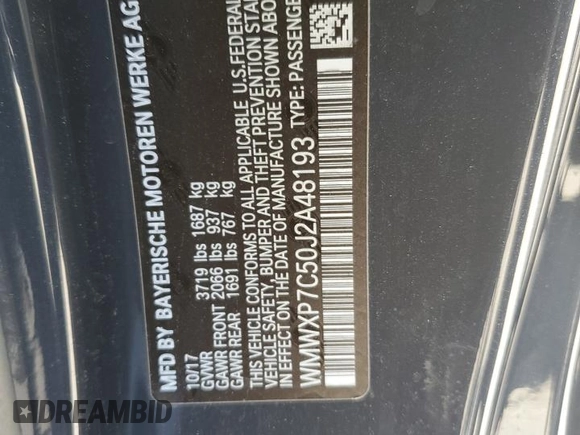 MFD BY BAYERISCHE MOTOREN WERKE AG
10/17
GVWR 3719 lbs 1687 kg
GAWR FRONT 2066 lbs 937 kg
GAWR REAR 1691 lbs 767 kg
THIS VEHICLE CONFORMS TO ALL APPLICABLE U.S.FEDERAL
VEHICLE SAFETY, BUMPER AND THEFT PREVENTION STA
IN EFFECT ON THE DATE OF MANUFACTURE SHOWN ABO
WMWXP7C50J2A48193 TYPE: PASSENGE
DREAMBID